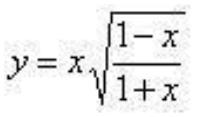 y = x√((1 − x)/(1 + x))